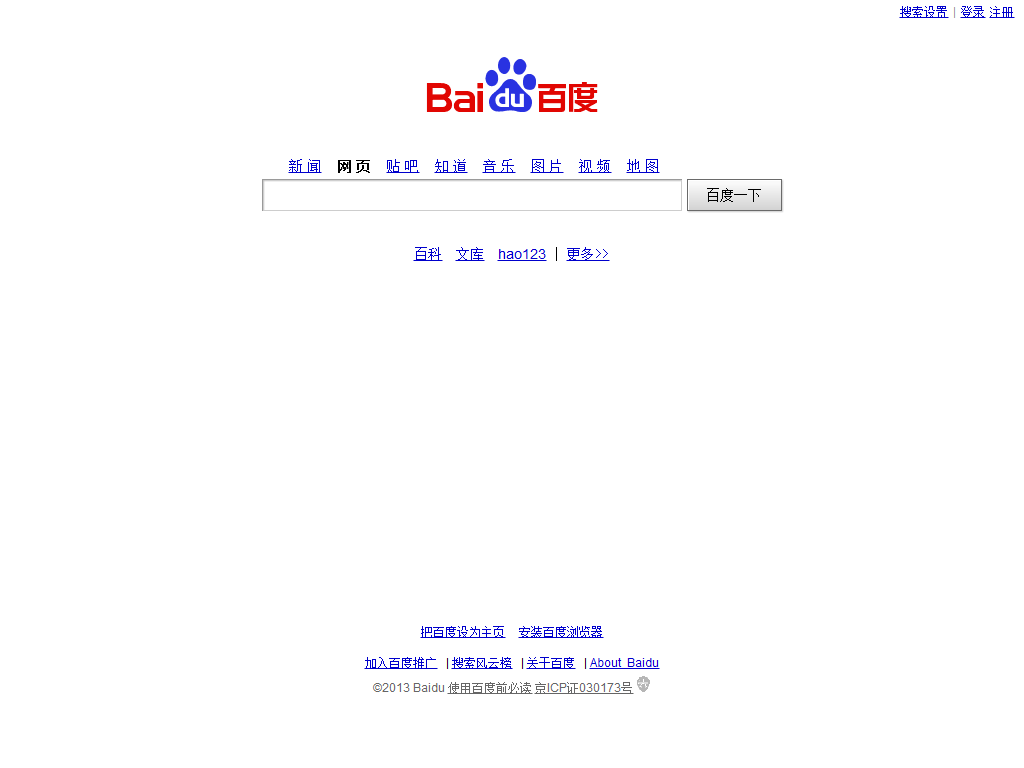 搜索设置 | 登录 注册
Bai du 百度
新闻 网页 贴吧 知道 音乐 图片 视频 地图
百度一下
百科 文库 hao123 | 更多>>
把百度设为主页 安装百度浏览器
加入百度推广 | 搜索风云榜 | 关于百度 | About Baidu
©2013 Baidu 使用百度前必读 京ICP证030173号